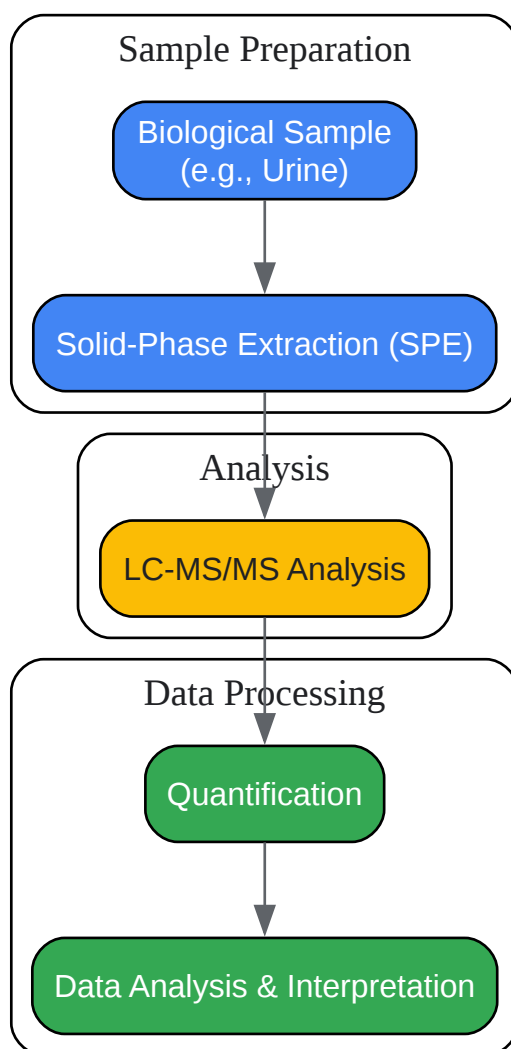 Sample Preparation
Biological Sample
(e.g., Urine)
Solid-Phase Extraction (SPE)
Analysis
LC-MS/MS Analysis
Data Processing
Quantification
Data Analysis & Interpretation